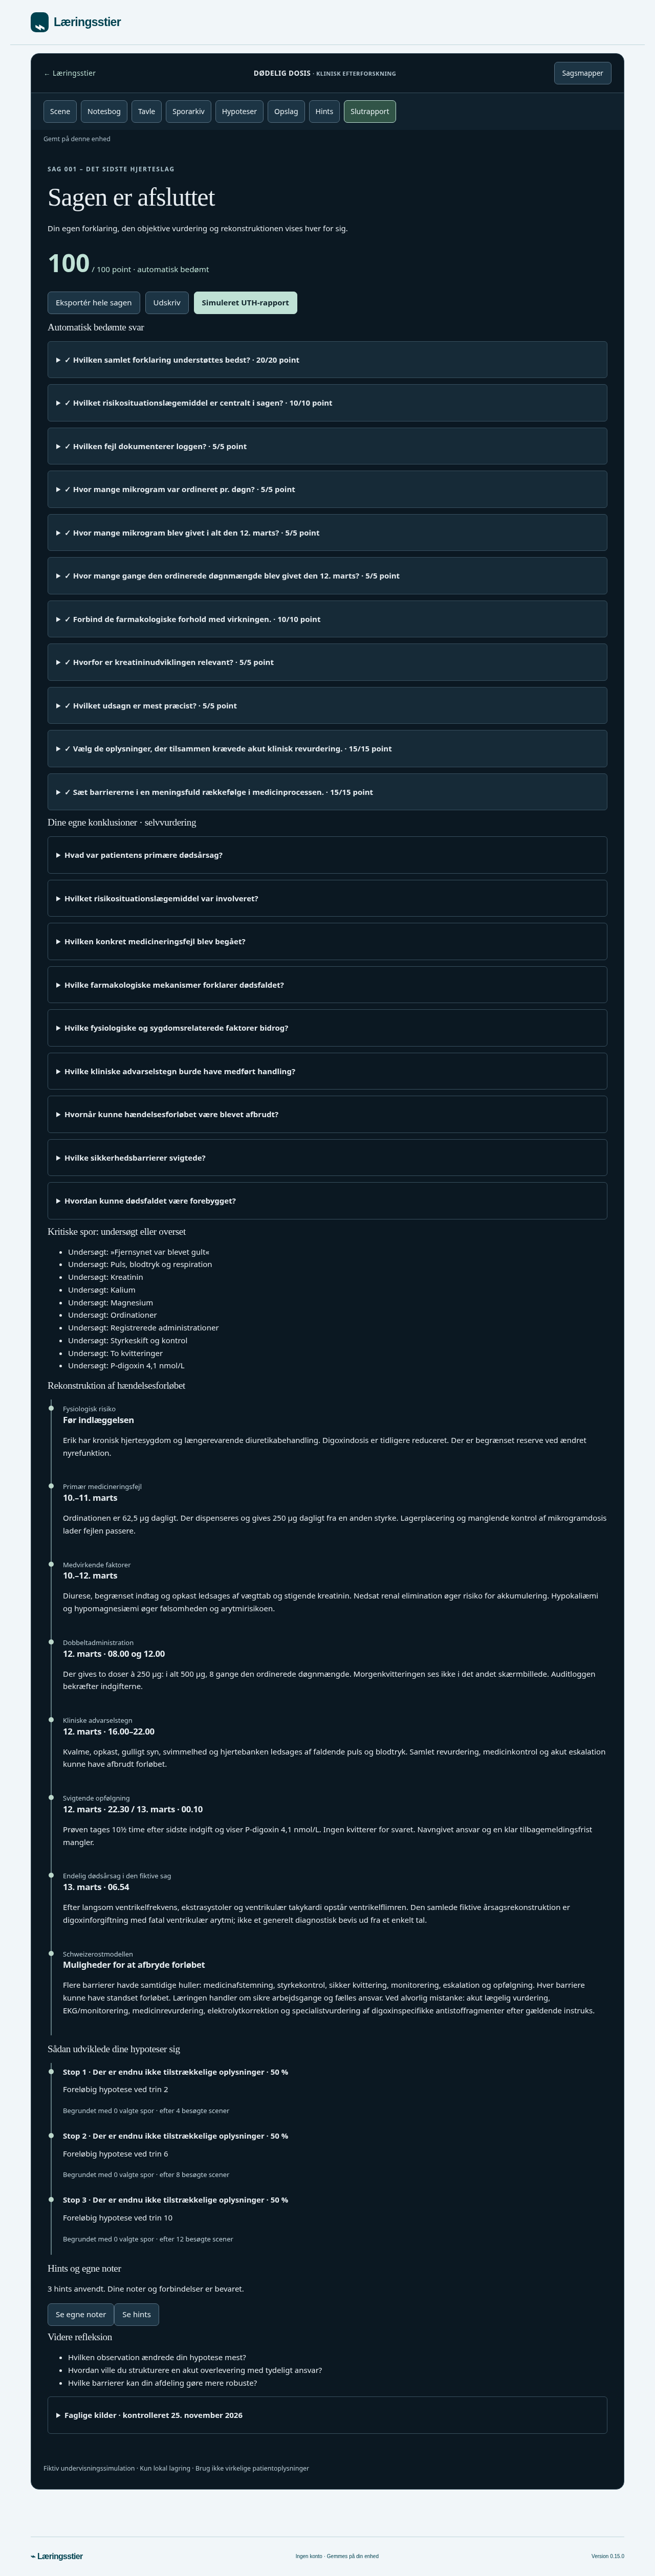 Læringsstier
← Læringsstier
DØDELIG DOSIS · KLINISK EFTERFORSKNING
Sagsmapper
Scene
Notesbog
Tavle
Sporarkiv
Hypoteser
Opslag
Hints
Slutrapport
Gemt på denne enhed
SAG 001 – DET SIDSTE HJERTESLAG
Sagen er afsluttet
Din egen forklaring, den objektive vurdering og rekonstruktionen vises hver for sig.
100 / 100 point · automatisk bedømt
Eksportér hele sagen
Udskriv
Simuleret UTH-rapport
Automatisk bedømte svar
▶ ✓ Hvilken samlet forklaring understøttes bedst? · 20/20 point
▶ ✓ Hvilket risikosituationslægemiddel er centralt i sagen? · 10/10 point
▶ ✓ Hvilken fejl dokumenterer loggen? · 5/5 point
▶ ✓ Hvor mange mikrogram var ordineret pr. døgn? · 5/5 point
▶ ✓ Hvor mange mikrogram blev givet i alt den 12. marts? · 5/5 point
▶ ✓ Hvor mange gange den ordinerede døgnmængde blev givet den 12. marts? · 5/5 point
▶ ✓ Forbind de farmakologiske forhold med virkningen. · 10/10 point
▶ ✓ Hvorfor er kreatininudviklingen relevant? · 5/5 point
▶ ✓ Hvilket udsagn er mest præcist? · 5/5 point
▶ ✓ Vælg de oplysninger, der tilsammen krævede akut klinisk revurdering. · 15/15 point
▶ ✓ Sæt barriererne i en meningsfuld rækkefølge i medicinprocessen. · 15/15 point
Dine egne konklusioner · selvvurdering
▶ Hvad var patientens primære dødsårsag?
▶ Hvilket risikosituationslægemiddel var involveret?
▶ Hvilken konkret medicineringsfejl blev begået?
▶ Hvilke farmakologiske mekanismer forklarer dødsfaldet?
▶ Hvilke fysiologiske og sygdomsrelaterede faktorer bidrog?
▶ Hvilke kliniske advarselstegn burde have medført handling?
▶ Hvornår kunne hændelsesforløbet være blevet afbrudt?
▶ Hvilke sikkerhedsbarrierer svigtede?
▶ Hvordan kunne dødsfaldet være forebygget?
Kritiske spor: undersøgt eller overset
• Undersøgt: »Fjernsynet var blevet gult«
• Undersøgt: Puls, blodtryk og respiration
• Undersøgt: Kreatinin
• Undersøgt: Kalium
• Undersøgt: Magnesium
• Undersøgt: Ordinationer
• Undersøgt: Registrerede administrationer
• Undersøgt: Styrkeskift og kontrol
• Undersøgt: To kvitteringer
• Undersøgt: P-digoxin 4,1 nmol/L
Rekonstruktion af hændelsesforløbet
Fysiologisk risiko
Før indlæggelsen
Erik har kronisk hjertesygdom og længerevarende diuretikabehandling. Digoxindosis er tidligere reduceret. Der er begrænset reserve ved ændret
nyrefunktion.
Primær medicineringsfejl
10.–11. marts
Ordinationen er 62,5 µg dagligt. Der dispenseres og gives 250 µg dagligt fra en anden styrke. Lagerplacering og manglende kontrol af mikrogramdosis
lader fejlen passere.
Medvirkende faktorer
10.–12. marts
Diurese, begrænset indtag og opkast ledsages af vægttab og stigende kreatinin. Nedsat renal elimination øger risiko for akkumulering. Hypokaliæmi
og hypomagnesiæmi øger følsomheden og arytmirisikoen.
Dobbeltadministration
12. marts · 08.00 og 12.00
Der gives to doser à 250 µg: i alt 500 µg, 8 gange den ordinerede døgnmængde. Morgenkvitteringen ses ikke i det andet skærmbillede. Auditloggen
bekræfter indgifterne.
Kliniske advarselstegn
12. marts · 16.00–22.00
Kvalme, opkast, gulligt syn, svimmelhed og hjertebanken ledsages af faldende puls og blodtryk. Samlet revurdering, medicinkontrol og akut eskalation
kunne have afbrudt forløbet.
Svigtende opfølgning
12. marts · 22.30 / 13. marts · 00.10
Prøven tages 10½ time efter sidste indgift og viser P-digoxin 4,1 nmol/L. Ingen kvitterer for svaret. Navngivet ansvar og en klar tilbagemeldingsfrist
mangler.
Endelig dødsårsag i den fiktive sag
13. marts · 06.54
Efter langsom ventrikelfrekvens, ekstrasystoler og ventrikulær takykardi opstår ventrikelflimren. Den samlede fiktive årsagsrekonstruktion er
digoxinforgiftning med fatal ventrikulær arytmi; ikke et generelt diagnostisk bevis ud fra et enkelt tal.
Schweizerostmodellen
Muligheder for at afbryde forløbet
Flere barrierer havde samtidige huller: medicinafstemning, styrkekontrol, sikker kvittering, monitorering, eskalation og opfølgning. Hver barriere
kunne have standset forløbet. Læringen handler om sikre arbejdsgange og fælles ansvar. Ved alvorlig mistanke: akut lægelig vurdering,
EKG/monitorering, medicinrevurdering, elektrolytkorrektion og specialistvurdering af digoxinspecifikke antistoffragmenter efter gældende instruks.
Sådan udviklede dine hypoteser sig
Stop 1 · Der er endnu ikke tilstrækkelige oplysninger · 50 %
Foreløbig hypotese ved trin 2
Begrundet med 0 valgte spor · efter 4 besøgte scener
Stop 2 · Der er endnu ikke tilstrækkelige oplysninger · 50 %
Foreløbig hypotese ved trin 6
Begrundet med 0 valgte spor · efter 8 besøgte scener
Stop 3 · Der er endnu ikke tilstrækkelige oplysninger · 50 %
Foreløbig hypotese ved trin 10
Begrundet med 0 valgte spor · efter 12 besøgte scener
Hints og egne noter
3 hints anvendt. Dine noter og forbindelser er bevaret.
Se egne noter
Se hints
Videre refleksion
• Hvilken observation ændrede din hypotese mest?
• Hvordan ville du strukturere en akut overlevering med tydeligt ansvar?
• Hvilke barrierer kan din afdeling gøre mere robuste?
▶ Faglige kilder · kontrolleret 25. november 2026
Fiktiv undervisningssimulation · Kun lokal lagring · Brug ikke virkelige patientoplysninger
Læringsstier
Ingen konto · Gemmes på din enhed
Version 0.15.0